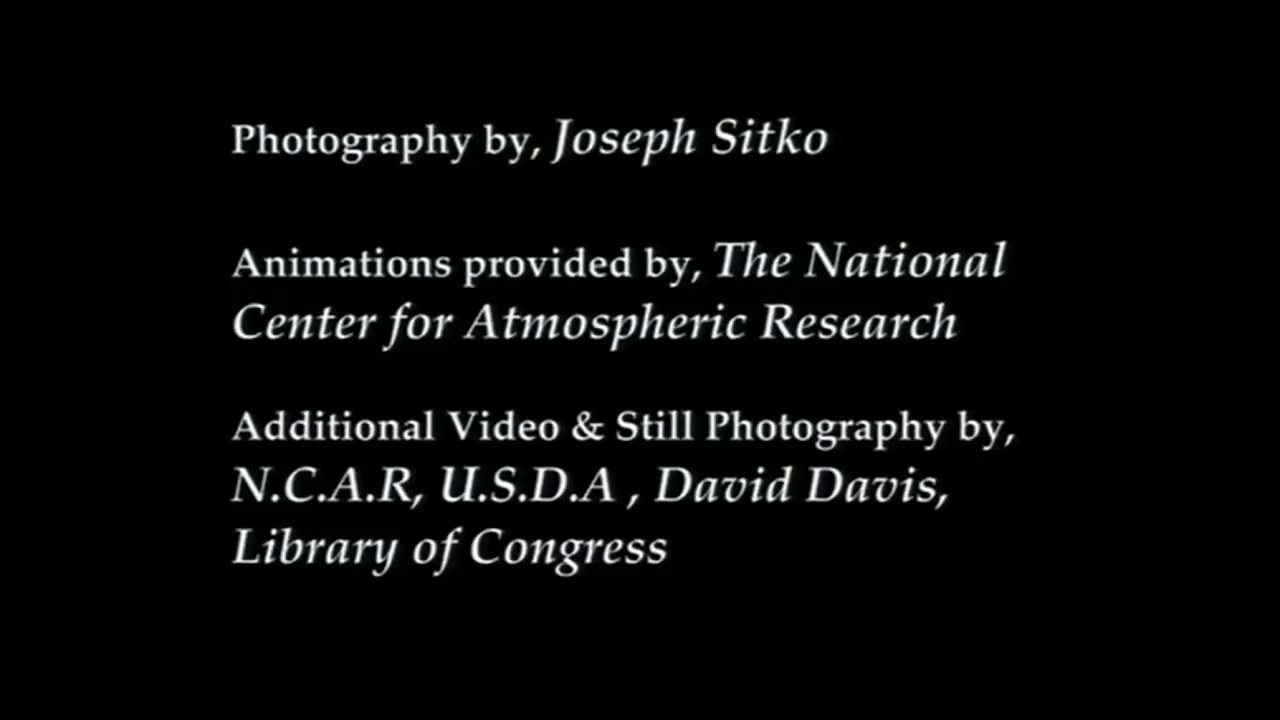 Photography by, Joseph Sitko
Animations provided by, The National
Center for Atmospheric Research
Additional Video & Still Photography by,
N.C.A.R, U.S.D.A , David Davis,
Library of Congress